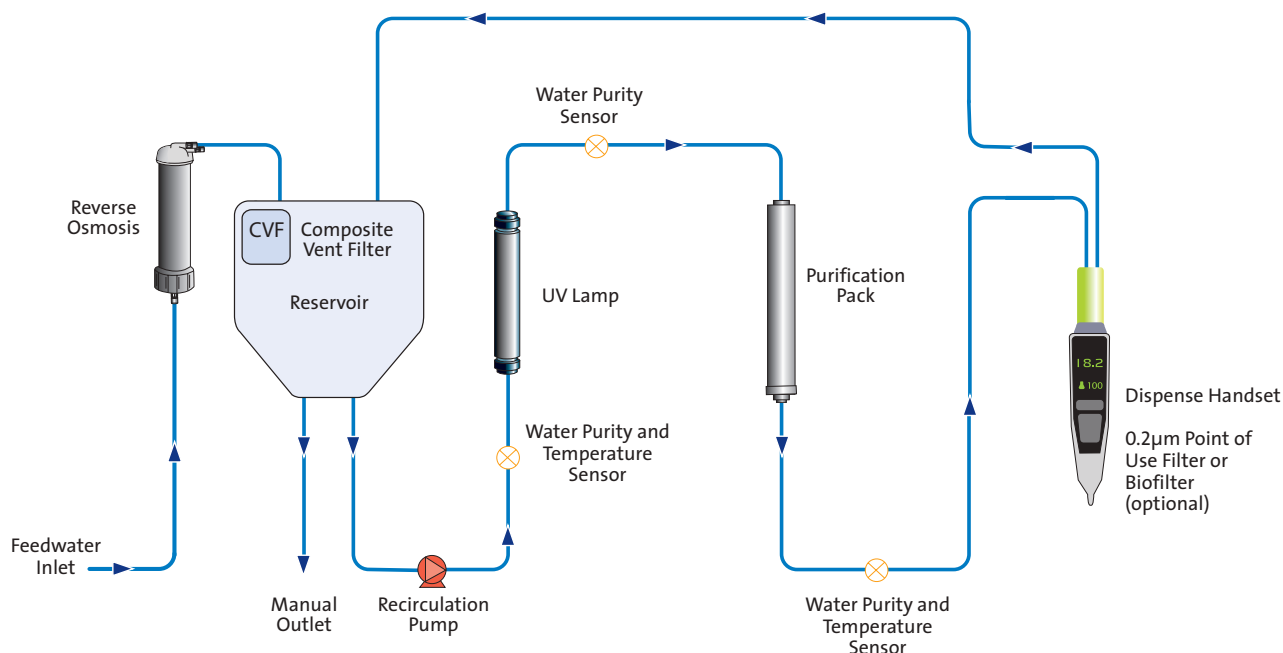 Water Purity
Sensor
Reverse
Osmosis
CVF
Composite
Vent Filter
Reservoir
UV Lamp
Purification
Pack
18.2
100
Dispense Handset
0.2µm Point of
Use Filter or
Biofilter
(optional)
Water Purity and
Temperature
Sensor
Feedwater
Inlet
Manual
Outlet
Recirculation
Pump
Water Purity and
Temperature
Sensor